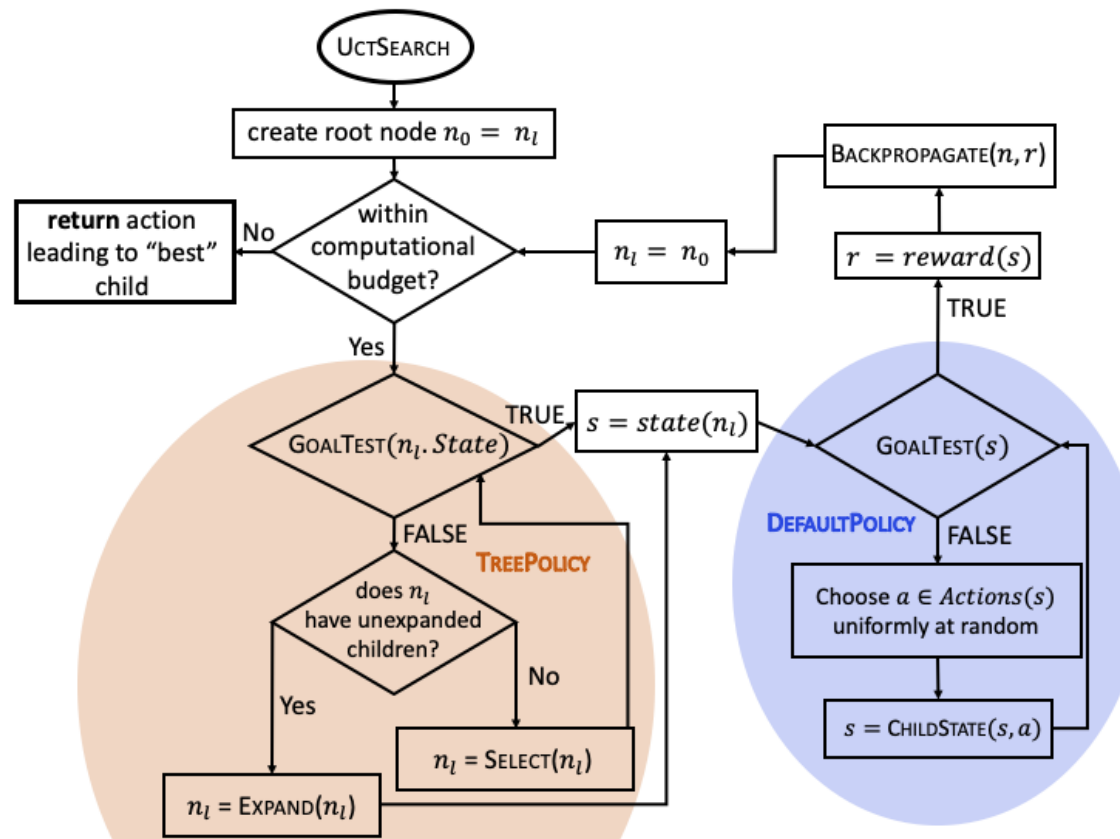 UCTSEARCH
create root node n₀ = nₗ
BACKPROPAGATE(n, r)
return action
leading to “best”
child
No
within
computational
budget?
nₗ = n₀
r = reward(s)
TRUE
Yes
GOALTEST(nₗ. State)
TRUE
s = state(nₗ)
GOALTEST(s)
FALSE
TREEPOLICY
DEFAULTPOLICY
FALSE
does nₗ
have unexpanded
children?
Choose a ∈ Actions(s)
uniformly at random
Yes
No
nₗ = SELECT(nₗ)
s = CHILDSTATE(s, a)
nₗ = EXPAND(nₗ)